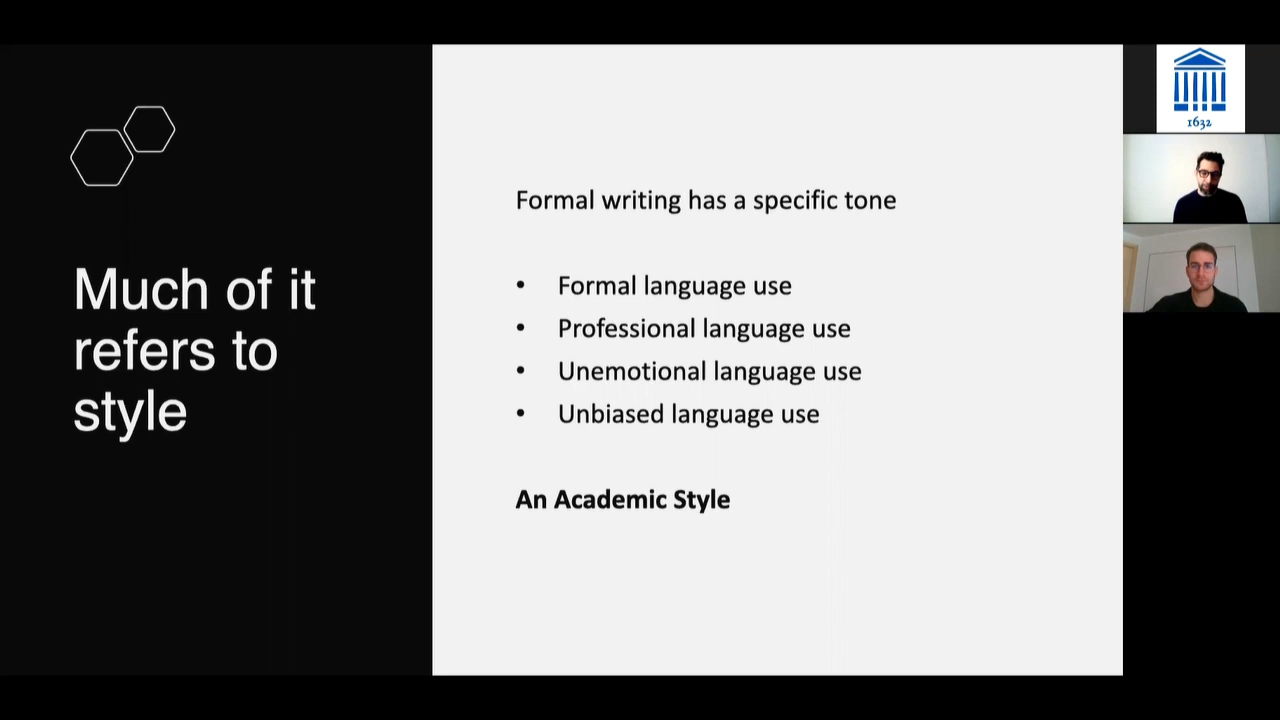 Much of it
refers to
style
Formal writing has a specific tone
• Formal language use
• Professional language use
• Unemotional language use
• Unbiased language use
An Academic Style
1632